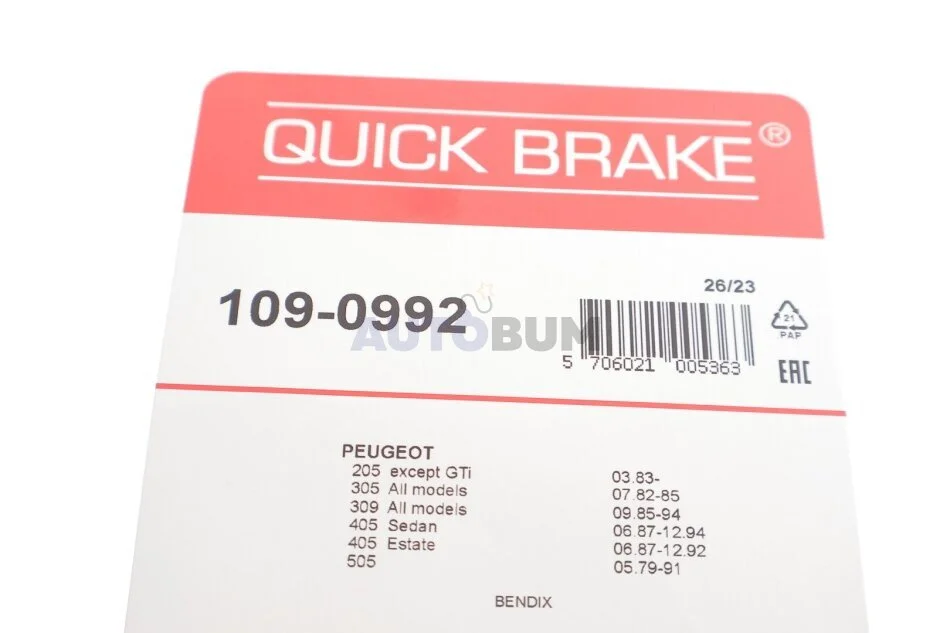 QUICK BRAKE®
109-0992
26/23
AUTOBUM
5 706021 005363
21
PAP
EAC
PEUGEOT
205 except GTi 03.83-
305 All models 07.82-85
309 All models 09.85-94
405 Sedan 06.87-12.94
405 Estate 06.87-12.92
505 05.79-91
BENDIX